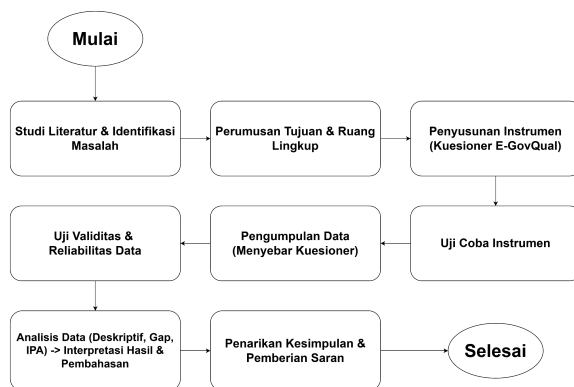 Mulai
Studi Literatur & Identifikasi
Masalah
Perumusan Tujuan & Ruang
Lingkup
Penyusunan Instrumen
(Kuesioner E-GovQual)
Uji Coba Instrumen
Pengumpulan Data
(Menyebar Kuesioner)
Uji Validitas &
Reliabilitas Data
Analisis Data (Deskriptif, Gap,
IPA) -> Interpretasi Hasil &
Pembahasan
Penarikan Kesimpulan &
Pemberian Saran
Selesai